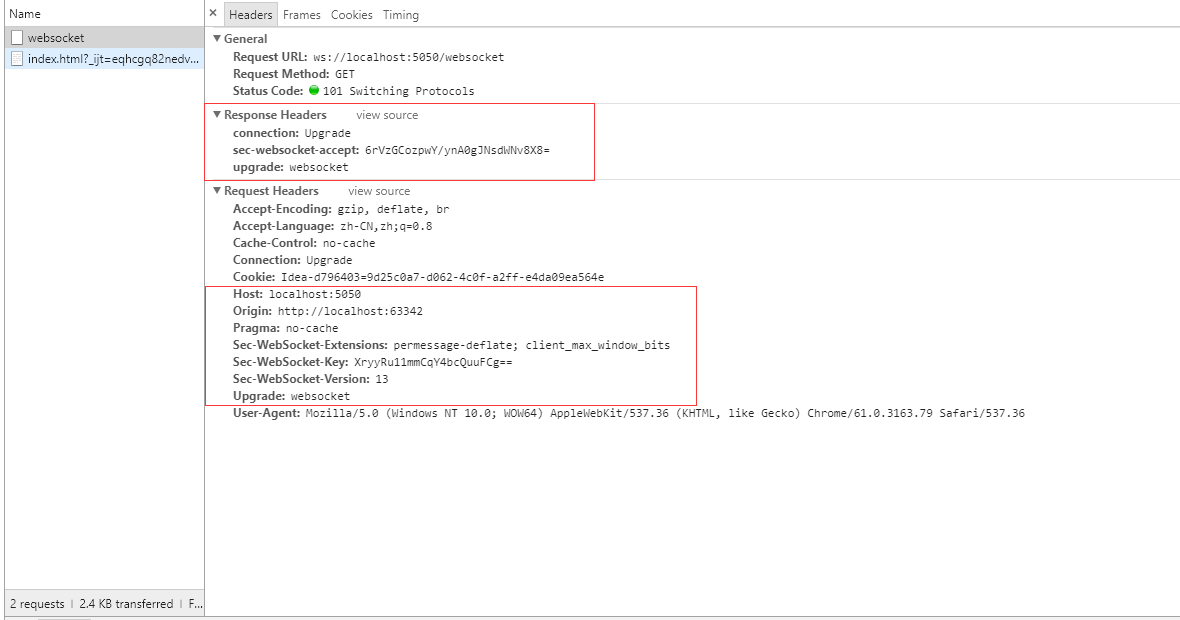 Name
websocket
index.html?_ijt=eqhcgq82nedv...
2 requests | 2.4 KB transferred | F...
× Headers Frames Cookies Timing
▼ General
Request URL: ws://localhost:5050/websocket
Request Method: GET
Status Code: 101 Switching Protocols
▼ Response Headers view source
connection: Upgrade
sec-websocket-accept: 6rVzGCozpwY/ynA0gJNsdWNv8X8=
upgrade: websocket
▼ Request Headers view source
Accept-Encoding: gzip, deflate, br
Accept-Language: zh-CN,zh;q=0.8
Cache-Control: no-cache
Connection: Upgrade
Cookie: Idea-d796403=9d25c0a7-d062-4c0f-a2ff-e4da09ea564e
Host: localhost:5050
Origin: http://localhost:63342
Pragma: no-cache
Sec-WebSocket-Extensions: permessage-deflate; client_max_window_bits
Sec-WebSocket-Key: XryyRu11mmCqY4bcQuuFCg==
Sec-WebSocket-Version: 13
Upgrade: websocket
User-Agent: Mozilla/5.0 (Windows NT 10.0; WOW64) AppleWebKit/537.36 (KHTML, like Gecko) Chrome/61.0.3163.79 Safari/537.36